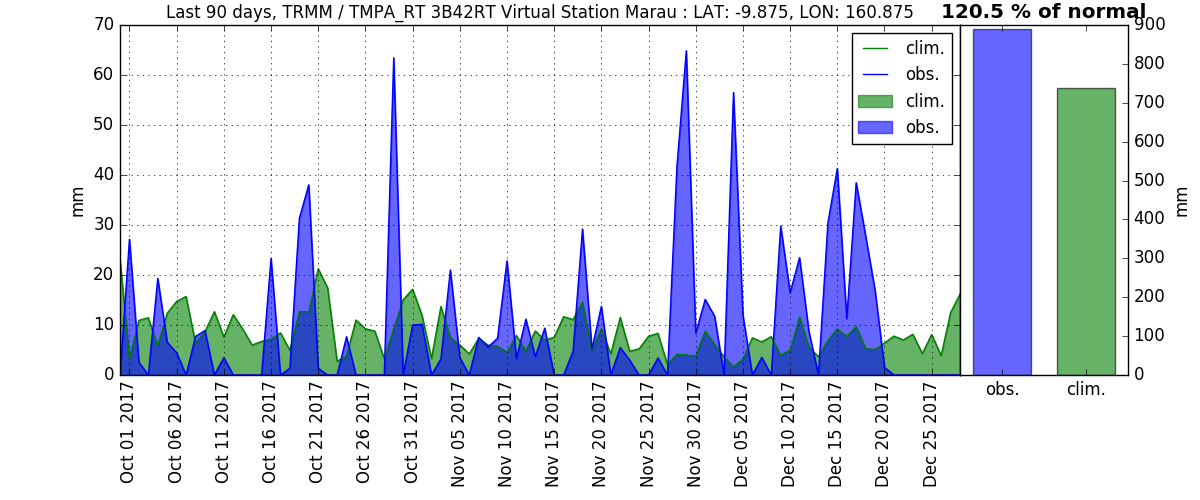 Last 90 days, TRMM / TMPA_RT 3B42RT Virtual Station Marau : LAT: -9.875, LON: 160.875
120.5 % of normal
mm
70
60
50
40
30
20
10
0
clim.
obs.
clim.
obs.
Oct 01 2017
Oct 06 2017
Oct 11 2017
Oct 16 2017
Oct 21 2017
Oct 26 2017
Oct 31 2017
Nov 05 2017
Nov 10 2017
Nov 15 2017
Nov 20 2017
Nov 25 2017
Nov 30 2017
Dec 05 2017
Dec 10 2017
Dec 15 2017
Dec 20 2017
Dec 25 2017
900
800
700
600
500
400
300
200
100
0
mm
obs.
clim.